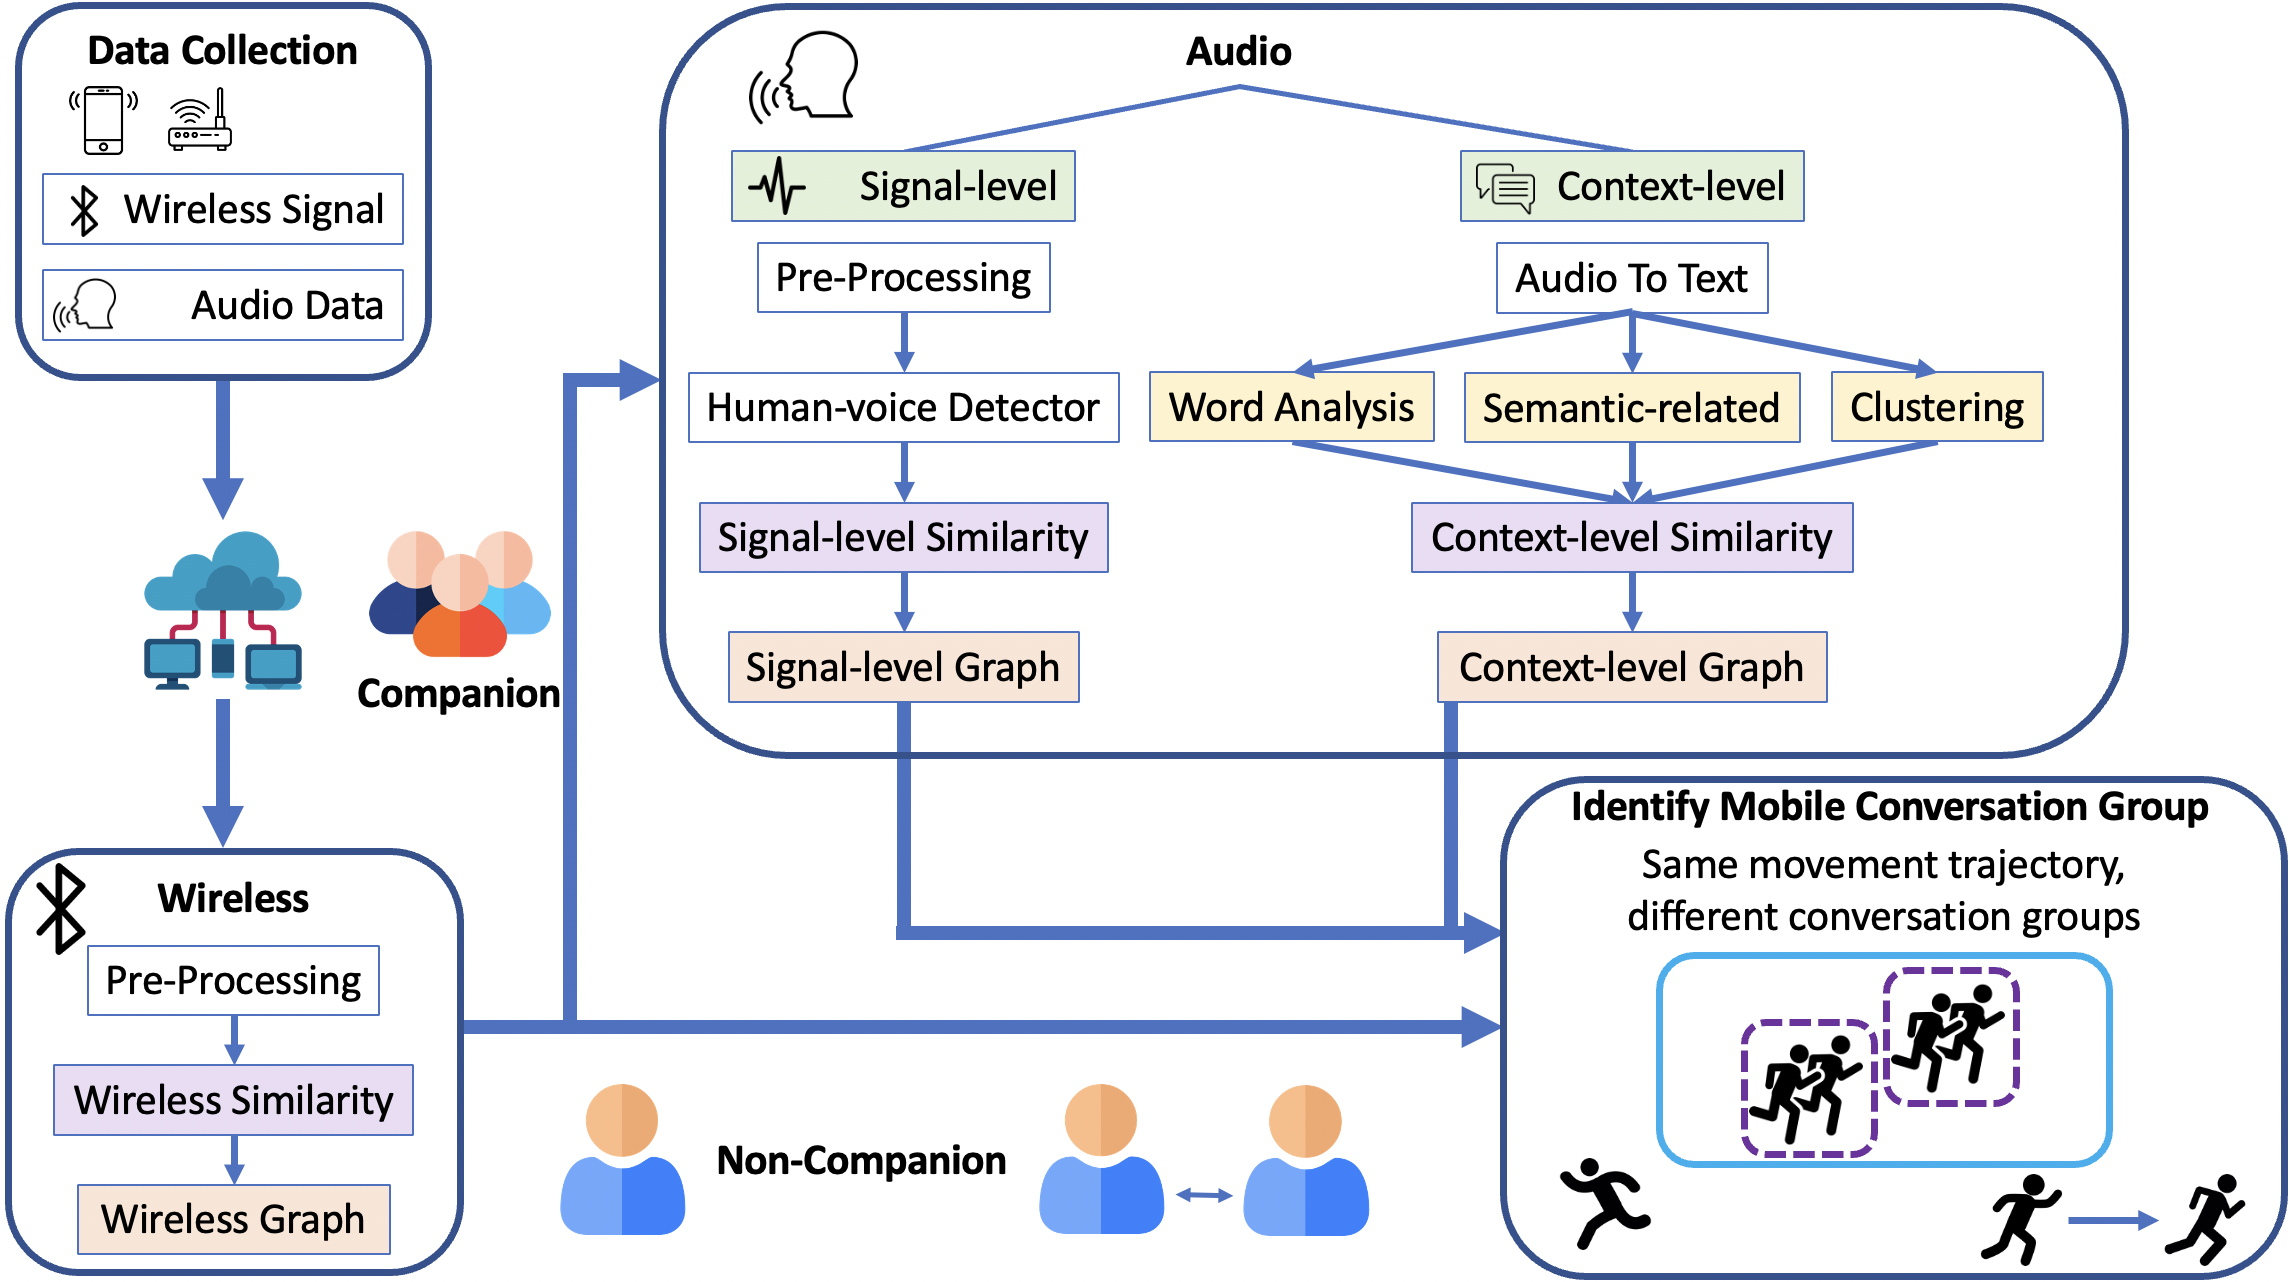 Data Collection
Wireless Signal
Audio Data
Companion
Wireless
Pre-Processing
Wireless Similarity
Wireless Graph
Audio
Signal-level
Pre-Processing
Human-voice Detector
Signal-level Similarity
Signal-level Graph
Context-level
Audio To Text
Word Analysis
Semantic-related
Clustering
Context-level Similarity
Context-level Graph
Non-Companion
Identify Mobile Conversation Group
Same movement trajectory,
different conversation groups